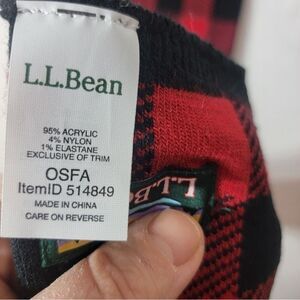 L.L.Bean
95% ACRYLIC
4% NYLON
1% ELASTANE
EXCLUSIVE OF TRIM
OSFA
ItemID 514849
MADE IN CHINA
CARE ON REVERSE
L.L.B